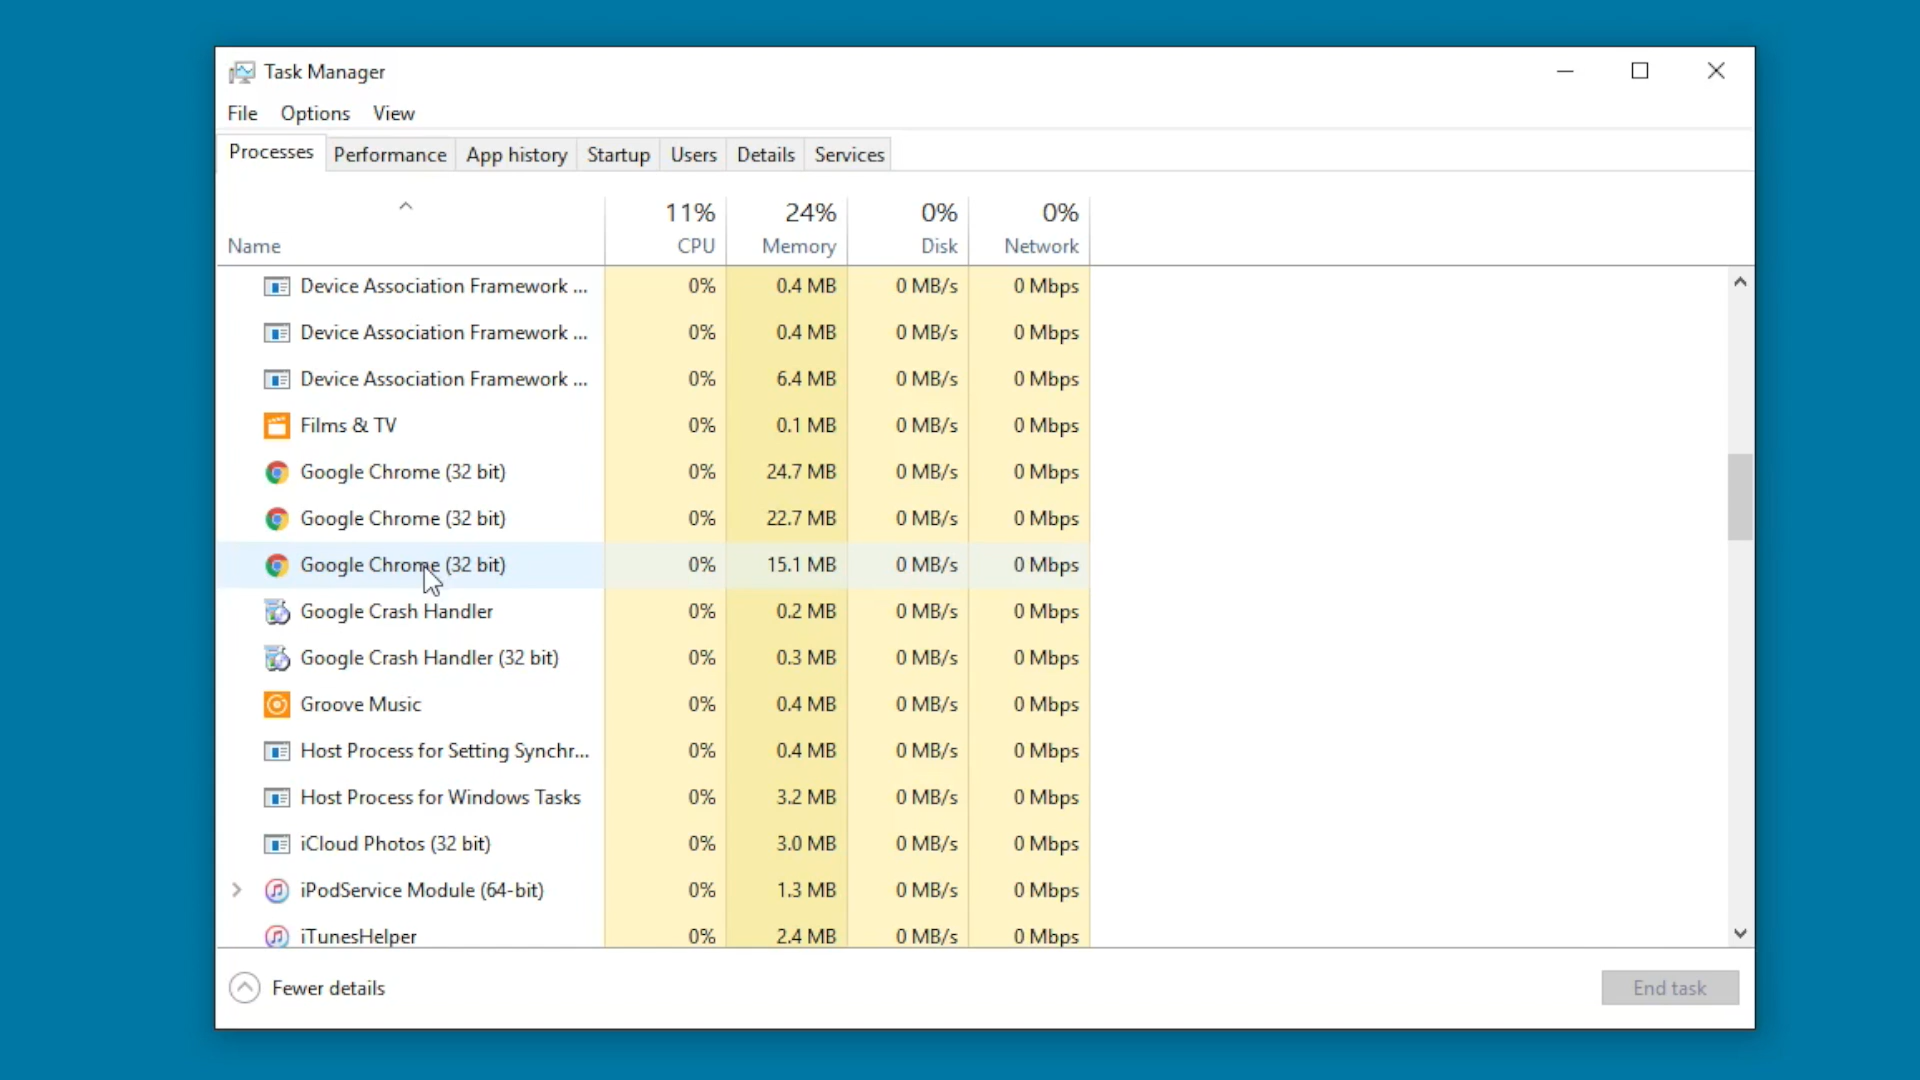 Task Manager
File Options View
Processes Performance App history Startup Users Details Services
11% 24% 0% 0%
Name CPU Memory Disk Network
Device Association Framework ... 0% 0.4 MB 0 MB/s 0 Mbps
Device Association Framework ... 0% 0.4 MB 0 MB/s 0 Mbps
Device Association Framework ... 0% 6.4 MB 0 MB/s 0 Mbps
Films & TV 0% 0.1 MB 0 MB/s 0 Mbps
Google Chrome (32 bit) 0% 24.7 MB 0 MB/s 0 Mbps
Google Chrome (32 bit) 0% 22.7 MB 0 MB/s 0 Mbps
Google Chrome (32 bit) 0% 15.1 MB 0 MB/s 0 Mbps
Google Crash Handler 0% 0.2 MB 0 MB/s 0 Mbps
Google Crash Handler (32 bit) 0% 0.3 MB 0 MB/s 0 Mbps
Groove Music 0% 0.4 MB 0 MB/s 0 Mbps
Host Process for Setting Synchr... 0% 0.4 MB 0 MB/s 0 Mbps
Host Process for Windows Tasks 0% 3.2 MB 0 MB/s 0 Mbps
iCloud Photos (32 bit) 0% 3.0 MB 0 MB/s 0 Mbps
iPodService Module (64-bit) 0% 1.3 MB 0 MB/s 0 Mbps
iTunesHelper 0% 2.4 MB 0 MB/s 0 Mbps
Fewer details End task